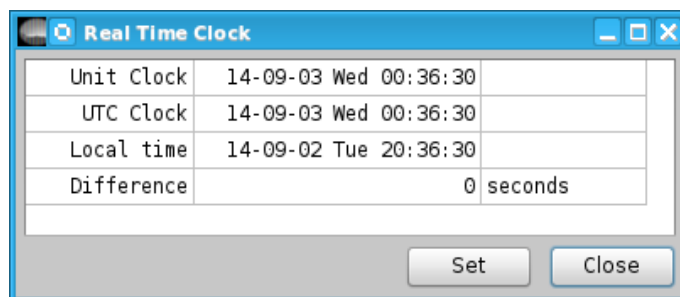 Real Time Clock
Unit Clock 14-09-03 Wed 00:36:30
UTC Clock 14-09-03 Wed 00:36:30
Local time 14-09-02 Tue 20:36:30
Difference 0 seconds
Set Close